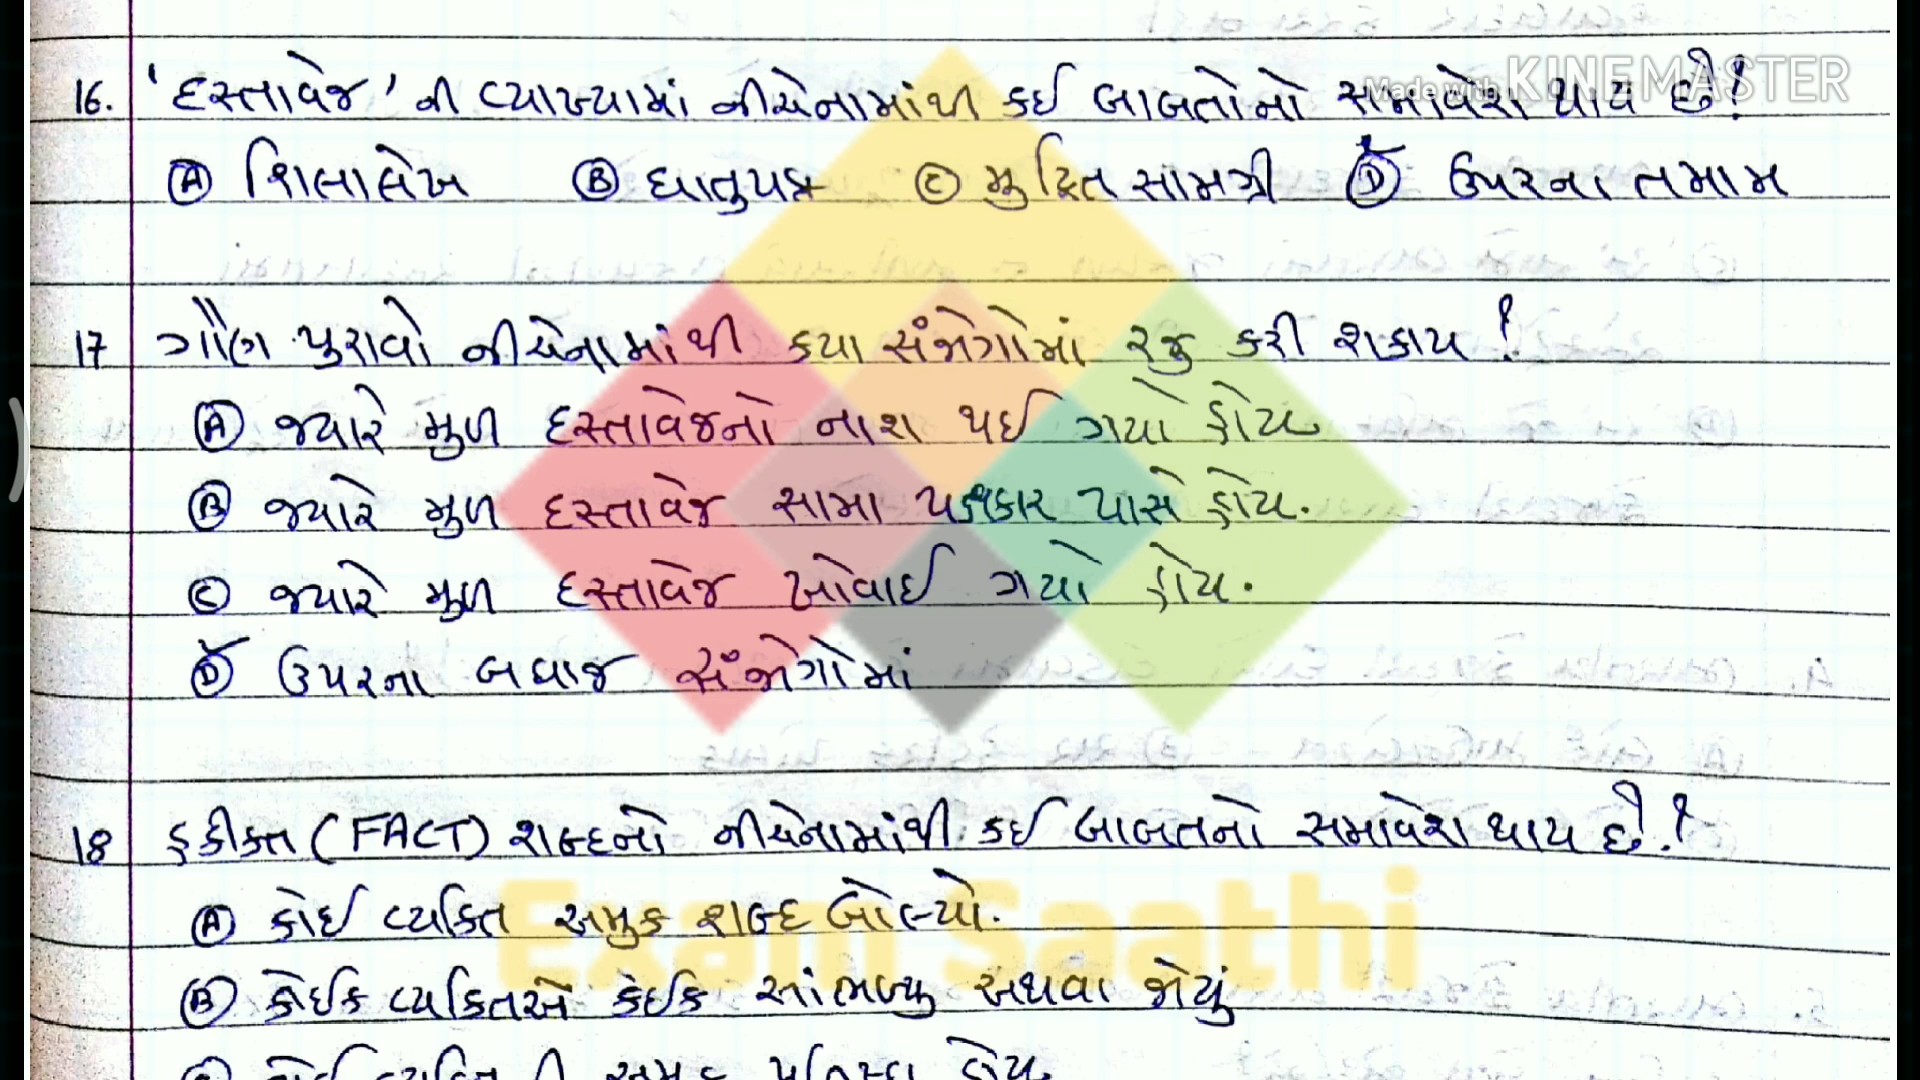 Made with KINEMASTER
16. 'દસ્તાવેજ' ની વ્યાખ્યામાં નીચેનામાંથી કઈ બાબતોનો સમાવેશ થાય છે?
Ⓐ શિલાલેખ Ⓑ ધાતુપત્ર Ⓒ મુદ્રિત સામગ્રી Ⓓ ઉપરના તમામ
17 ગૌણ પુરાવો નીચેનામાંથી કયા સંજોગોમાં રજુ કરી શકાય?
Ⓐ જ્યારે મુળ દસ્તાવેજનો નાશ થઈ ગયો હોય
Ⓑ જ્યારે મુળ દસ્તાવેજ સામા પક્ષકાર પાસે હોય.
Ⓒ જ્યારે મુળ દસ્તાવેજ ખોવાઈ ગયો હોય.
Ⓓ ઉપરના બધાજ સંજોગોમાં
18 હકીકત (FACT) શબ્દનો નીચેનામાંથી કઈ બાબતનો સમાવેશ થાય છે.?
Ⓐ કોઈ વ્યકિત અમુક શબ્દ બોલ્યો.
Exam Saathi
Ⓑ કોઈક વ્યકિતએ કંઈક સાંભળ્યુ અથવા જોયું